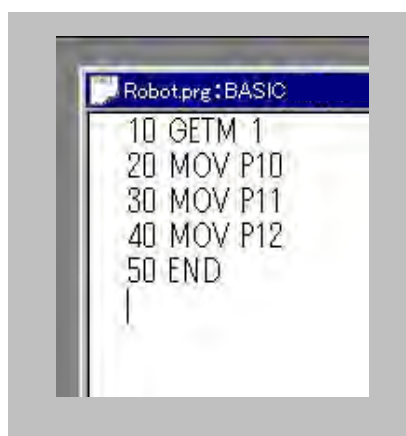 Robot.prg:BASIC
10 GETM 1
20 MOV P10
30 MOV P11
40 MOV P12
50 END